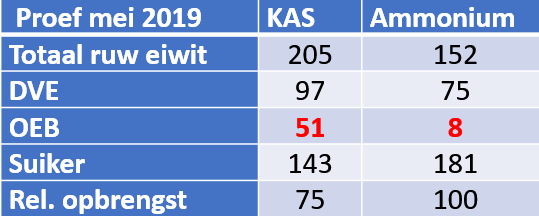 Proef mei 2019 KAS Ammonium
Totaal ruw eiwit 205 152
DVE 97 75
OEB 51 8
Suiker 143 181
Rel. opbrengst 75 100